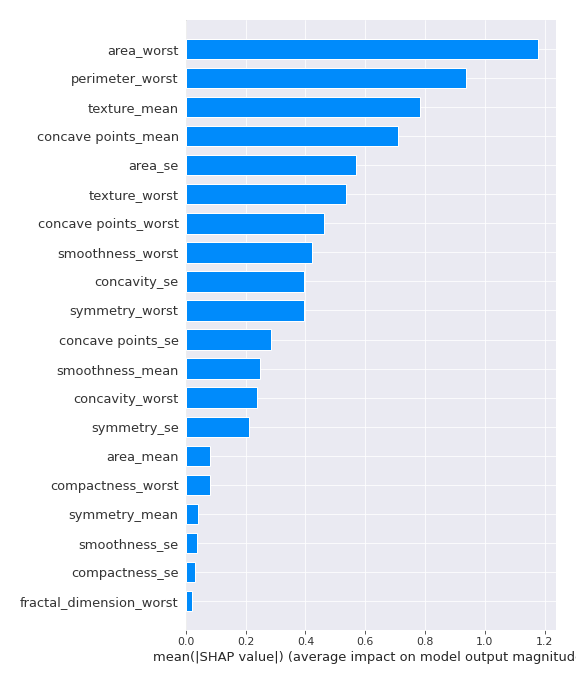 area_worst
perimeter_worst
texture_mean
concave points_mean
area_se
texture_worst
concave points_worst
smoothness_worst
concavity_se
symmetry_worst
concave points_se
smoothness_mean
concavity_worst
symmetry_se
area_mean
compactness_worst
symmetry_mean
smoothness_se
compactness_se
fractal_dimension_worst
0.0 0.2 0.4 0.6 0.8 1.0 1.2
mean(|SHAP value|) (average impact on model output magnitud